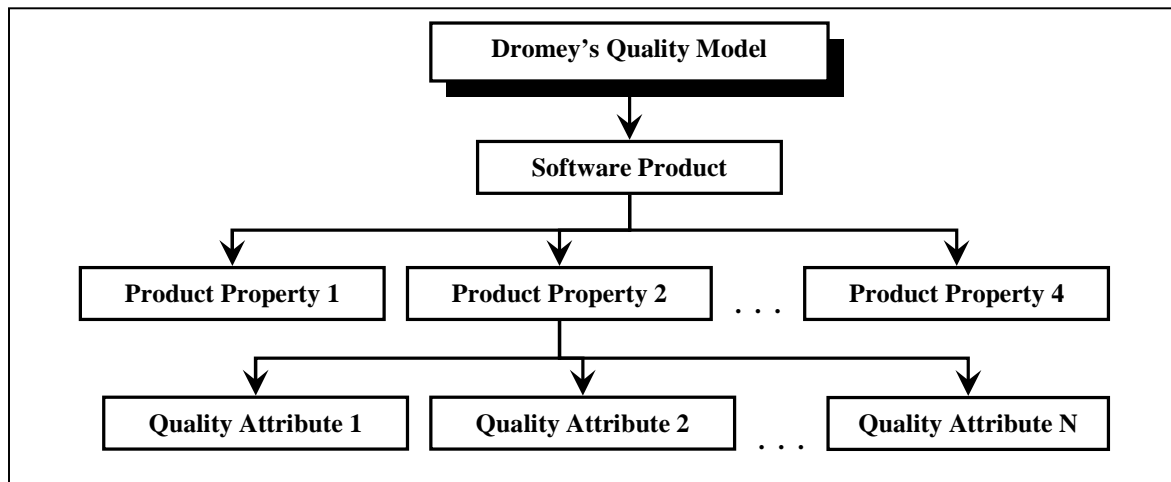 Dromey’s Quality Model
Software Product
Product Property 1 Product Property 2 . . . Product Property 4
Quality Attribute 1 Quality Attribute 2 . . . Quality Attribute N